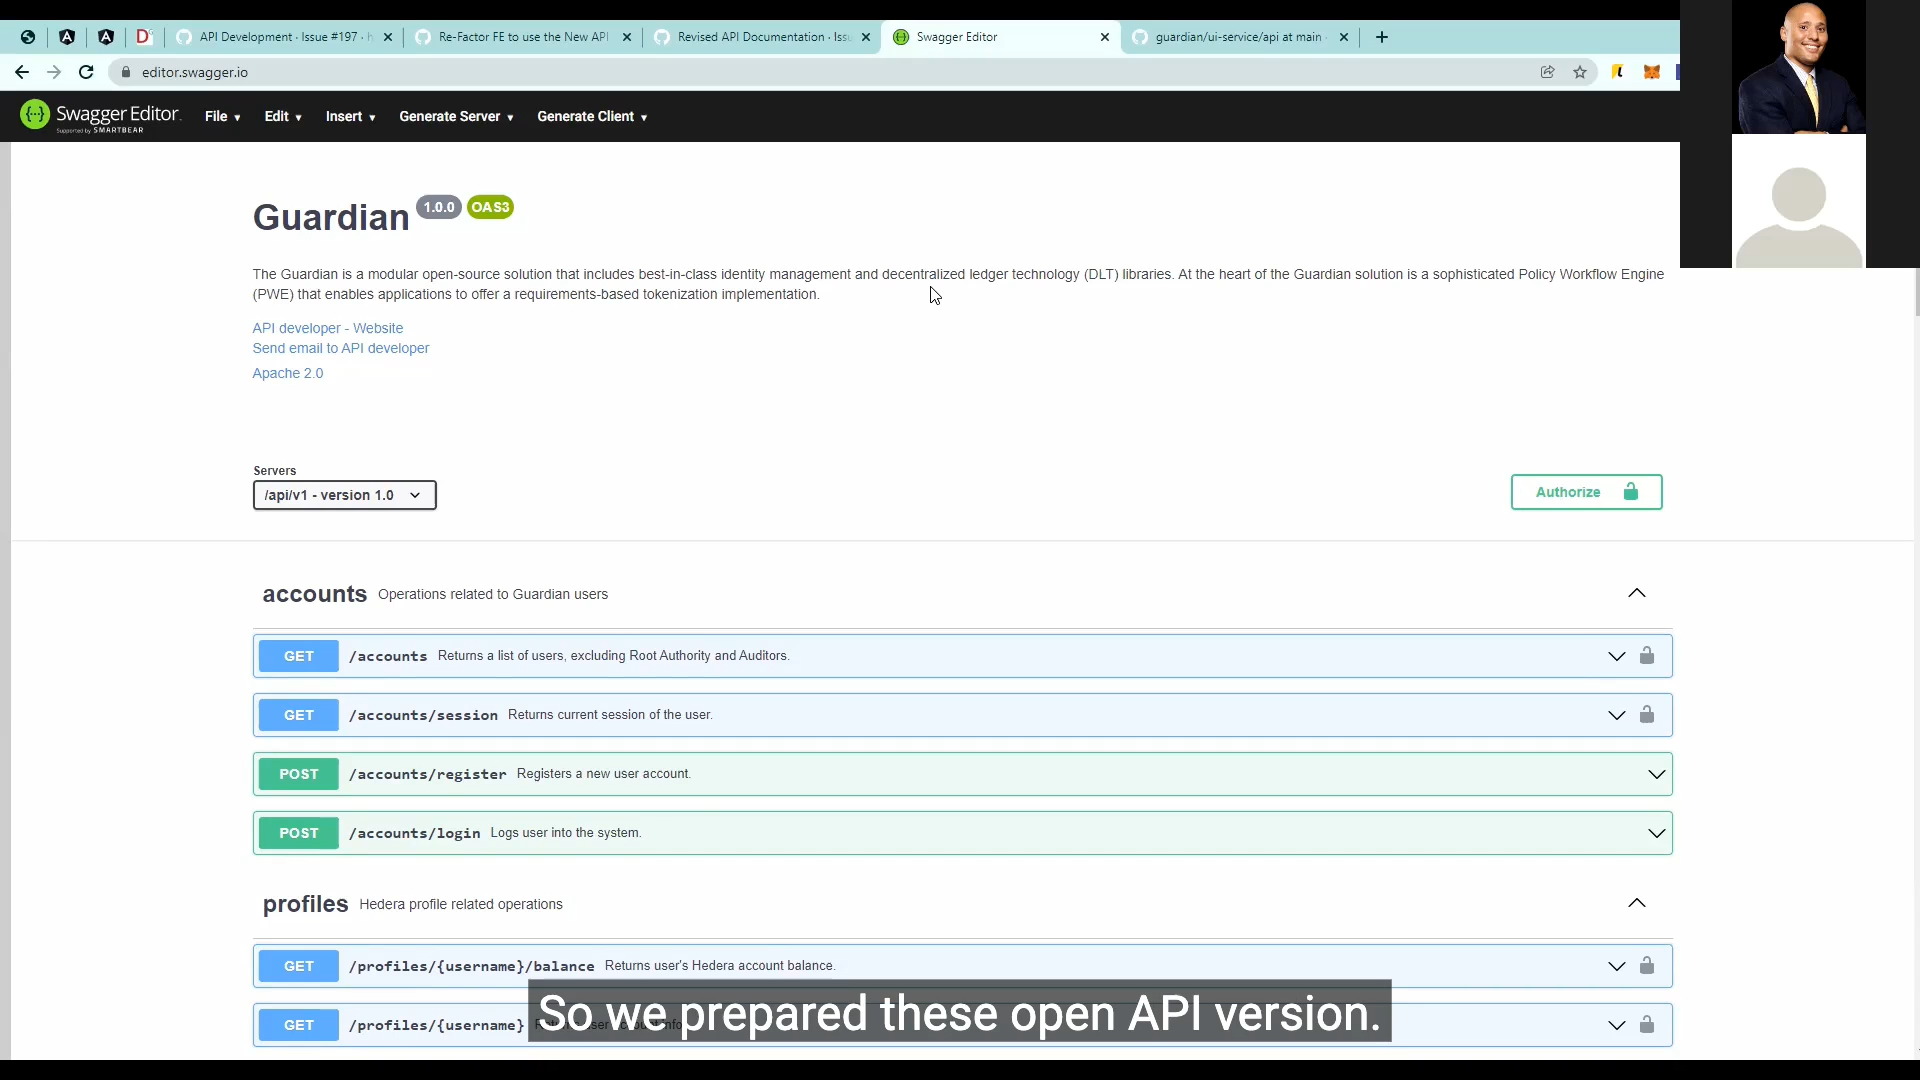 API Development · Issue #197 · h
Re-Factor FE to use the New API
Revised API Documentation · Issu
Swagger Editor
guardian/ui-service/api at main ·
editor.swagger.io
Swagger Editor.
Supported by SMARTBEAR
File
Edit
Insert
Generate Server
Generate Client
Guardian 1.0.0 OAS3
The Guardian is a modular open-source solution that includes best-in-class identity management and decentralized ledger technology (DLT) libraries. At the heart of the Guardian solution is a sophisticated Policy Workflow Engine
(PWE) that enables applications to offer a requirements-based tokenization implementation.
API developer - Website
Send email to API developer
Apache 2.0
Servers
/api/v1 - version 1.0
Authorize
accounts Operations related to Guardian users
GET /accounts Returns a list of users, excluding Root Authority and Auditors.
GET /accounts/session Returns current session of the user.
POST /accounts/register Registers a new user account.
POST /accounts/login Logs user into the system.
profiles Hedera profile related operations
GET /profiles/{username}/balance Returns user's Hedera account balance.
GET /profiles/{username}
So we prepared these open API version.